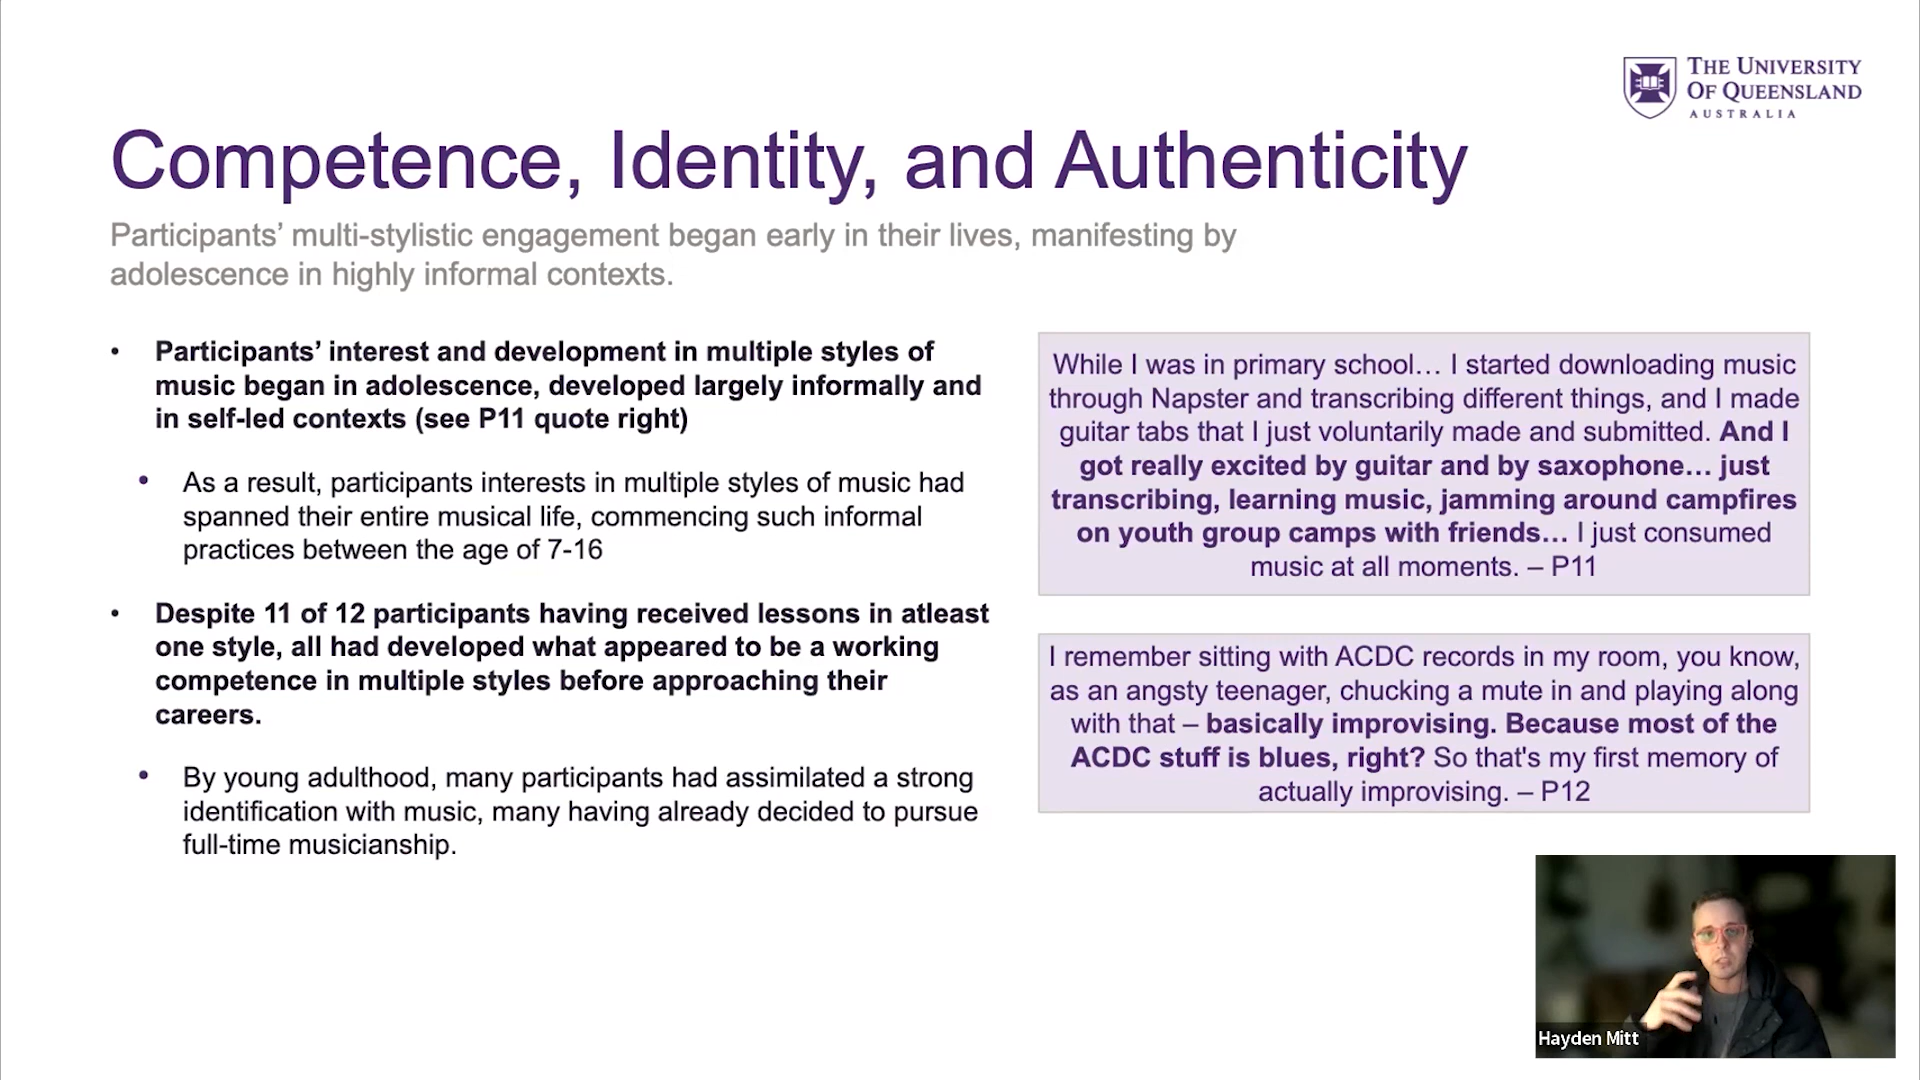 THE UNIVERSITY
OF QUEENSLAND
AUSTRALIA
Competence, Identity, and Authenticity
Participants’ multi-stylistic engagement began early in their lives, manifesting by
adolescence in highly informal contexts.
• Participants’ interest and development in multiple styles of
music began in adolescence, developed largely informally and
in self-led contexts (see P11 quote right)
• As a result, participants interests in multiple styles of music had
spanned their entire musical life, commencing such informal
practices between the age of 7-16
• Despite 11 of 12 participants having received lessons in atleast
one style, all had developed what appeared to be a working
competence in multiple styles before approaching their
careers.
• By young adulthood, many participants had assimilated a strong
identification with music, many having already decided to pursue
full-time musicianship.
While I was in primary school… I started downloading music
through Napster and transcribing different things, and I made
guitar tabs that I just voluntarily made and submitted. And I
got really excited by guitar and by saxophone… just
transcribing, learning music, jamming around campfires
on youth group camps with friends… I just consumed
music at all moments. – P11
I remember sitting with ACDC records in my room, you know,
as an angsty teenager, chucking a mute in and playing along
with that – basically improvising. Because most of the
ACDC stuff is blues, right? So that's my first memory of
actually improvising. – P12
Hayden Mitt